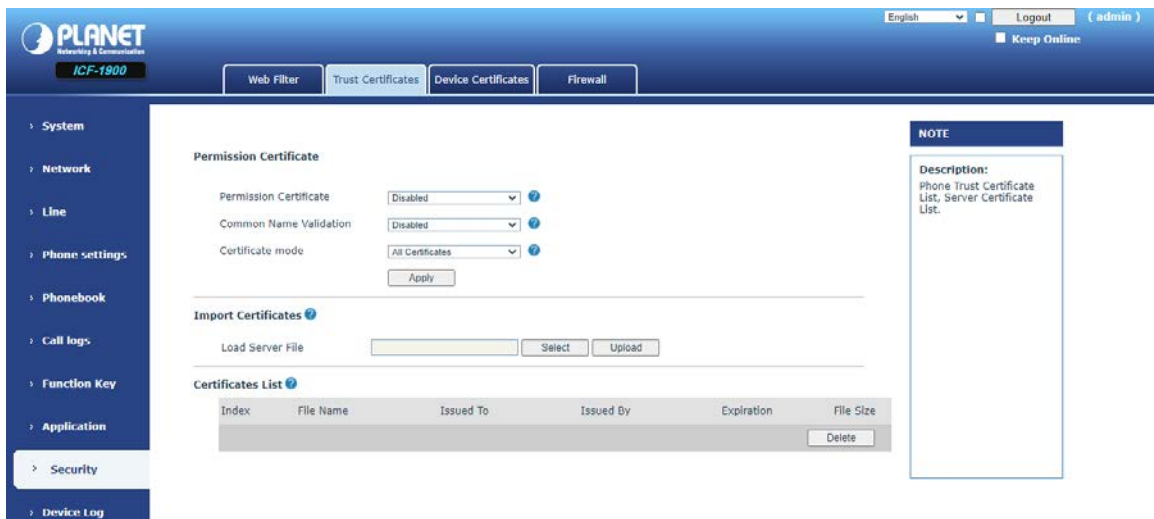 English Logout ( admin )
PLANET
Networking & Communication
Keep Online
ICF-1900
Web Filter Trust Certificates Device Certificates Firewall
› System
› Network
› Line
› Phone settings
› Phonebook
› Call logs
› Function Key
› Application
› Security
› Device Log
Permission Certificate
Permission Certificate Disabled ?
Common Name Validation Disabled ?
Certificate mode All Certificates ?
Apply
Import Certificates ?
Load Server File Select Upload
Certificates List ?
Index File Name Issued To Issued By Expiration File Size
Delete
NOTE
Description:
Phone Trust Certificate
List, Server Certificate
List.